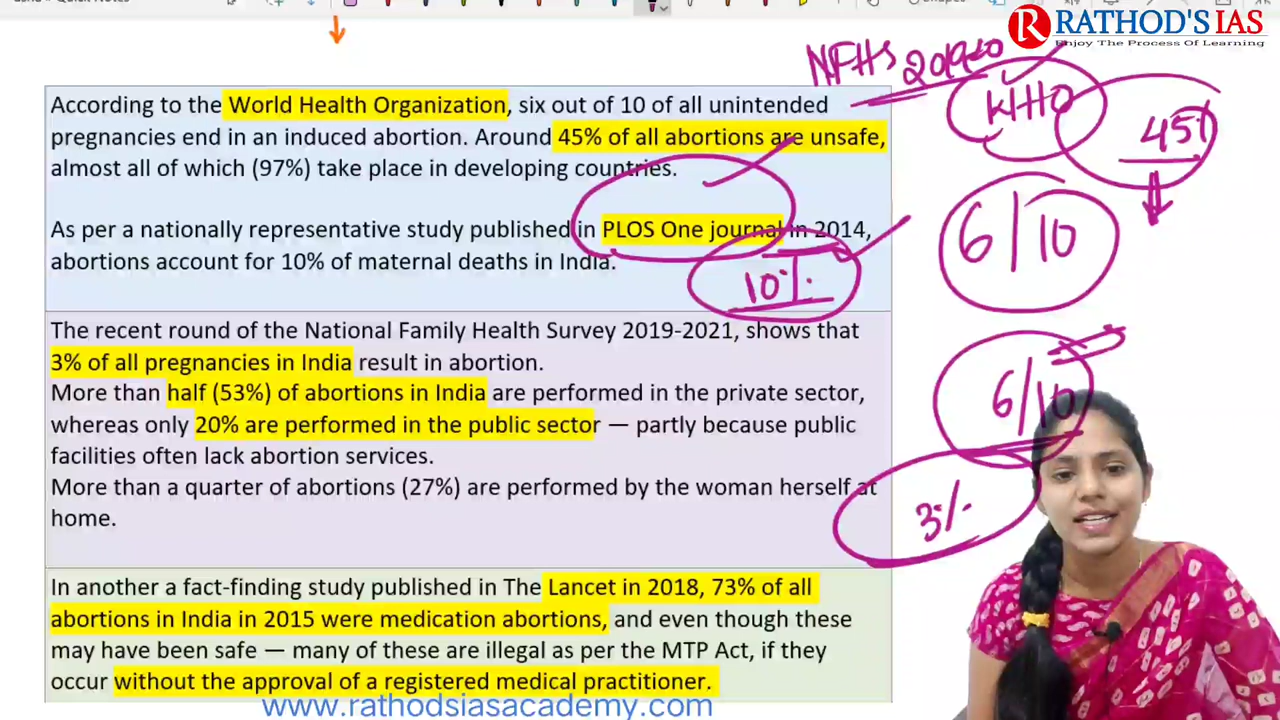 RATHOD'S IAS
Enjoy The Process Of Learning
NFHS 2019-20
According to the World Health Organization, six out of 10 of all unintended
pregnancies end in an induced abortion. Around 45% of all abortions are unsafe,
almost all of which (97%) take place in developing countries.
WHO
45%
6/10
As per a nationally representative study published in PLOS One journal in 2014,
abortions account for 10% of maternal deaths in India.
10%
The recent round of the National Family Health Survey 2019-2021, shows that
3% of all pregnancies in India result in abortion.
More than half (53%) of abortions in India are performed in the private sector,
whereas only 20% are performed in the public sector — partly because public
facilities often lack abortion services.
More than a quarter of abortions (27%) are performed by the woman herself at
home.
6/10
3%
In another a fact-finding study published in The Lancet in 2018, 73% of all
abortions in India in 2015 were medication abortions, and even though these
may have been safe — many of these are illegal as per the MTP Act, if they
occur without the approval of a registered medical practitioner.
www.rathodsiasacademy.com